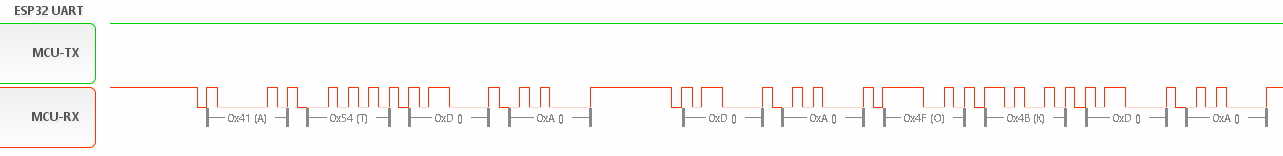 ESP32 UART
MCU-TX
MCU-RX
0x41 (A) 0x54 (T) 0xD () 0xA () 0xD () 0xA () 0x4F (O) 0x4B (K) 0xD () 0xA ()